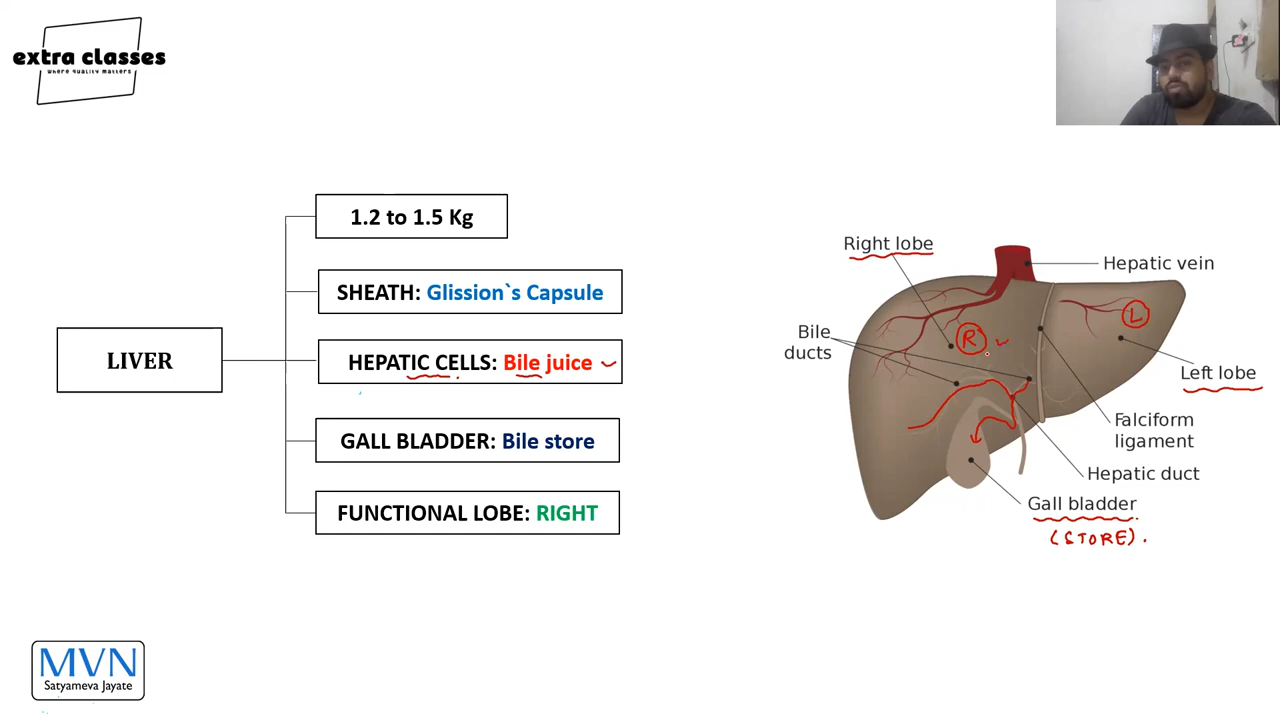 extra classes
where quality matters
1.2 to 1.5 Kg
SHEATH: Glission`s Capsule
LIVER
HEPATIC CELLS: Bile juice
GALL BLADDER: Bile store
FUNCTIONAL LOBE: RIGHT
Right lobe
Hepatic vein
L
R
Bile
ducts
Left lobe
Falciform
ligament
Hepatic duct
Gall bladder
(STORE).
MVN
Satyameva Jayate